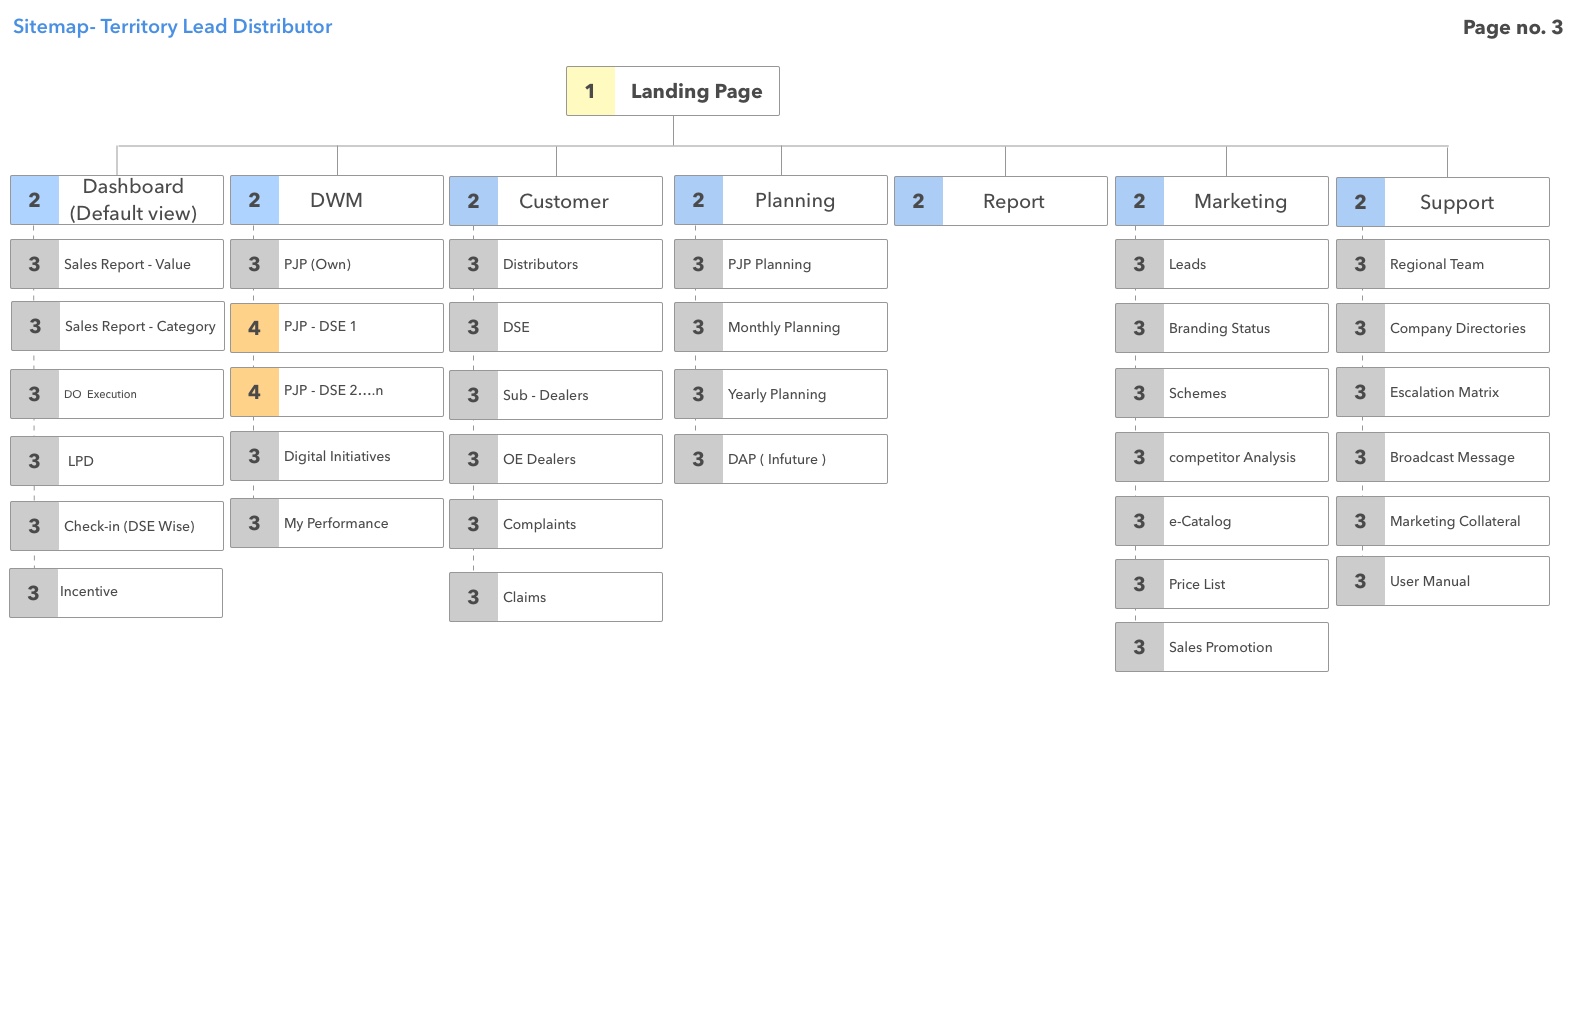 Sitemap- Territory Lead Distributor
Page no. 3
1 Landing Page
2 Dashboard
(Default view)
3 Sales Report - Value
3 Sales Report - Category
3 DO Execution
3 LPD
3 Check-in (DSE Wise)
3 Incentive
2 DWM
3 PJP (Own)
4 PJP - DSE 1
4 PJP - DSE 2....n
3 Digital Initiatives
3 My Performance
2 Customer
3 Distributors
3 DSE
3 Sub - Dealers
3 OE Dealers
3 Complaints
3 Claims
2 Planning
3 PJP Planning
3 Monthly Planning
3 Yearly Planning
3 DAP ( Infuture )
2 Report
2 Marketing
3 Leads
3 Branding Status
3 Schemes
3 competitor Analysis
3 e-Catalog
3 Price List
3 Sales Promotion
2 Support
3 Regional Team
3 Company Directories
3 Escalation Matrix
3 Broadcast Message
3 Marketing Collateral
3 User Manual